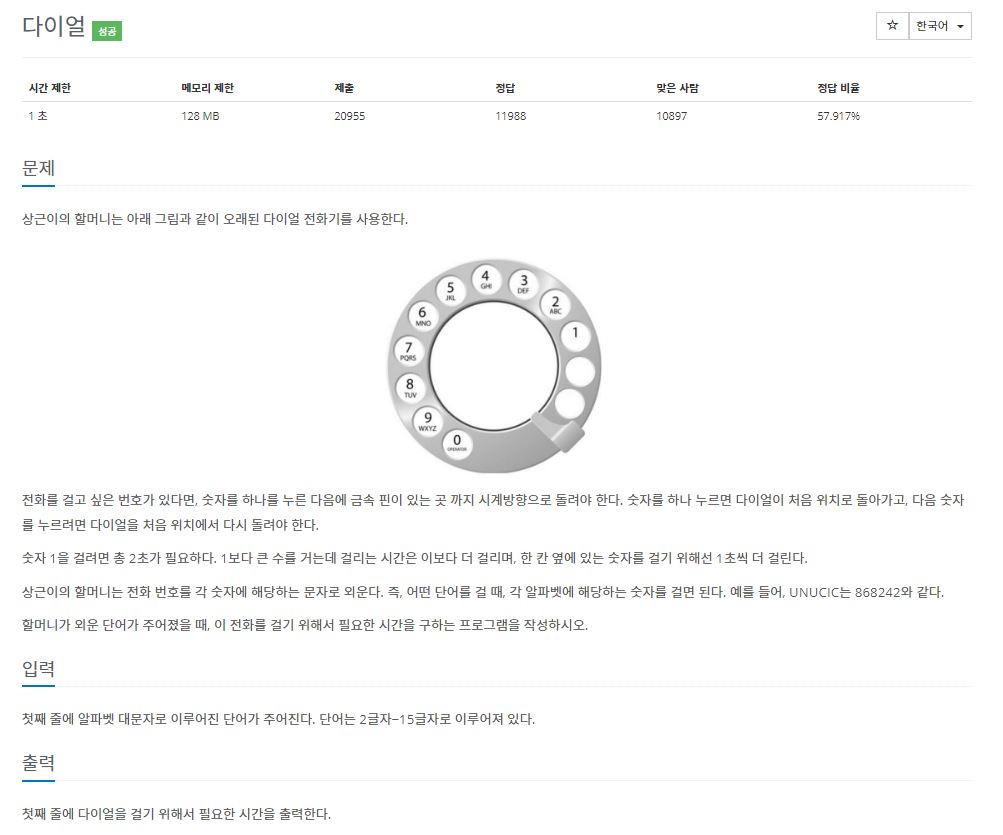 다이얼 성공
☆ 한국어
시간 제한 메모리 제한 제출 정답 맞은 사람 정답 비율
1 초 128 MB 20955 11988 10897 57.917%
문제
상근이의 할머니는 아래 그림과 같이 오래된 다이얼 전화기를 사용한다.
4
GHI
3
DEF
5
JKL
2
ABC
6
MNO
1
7
PQRS
8
TUV
9
WXYZ
0
OPERATOR
전화를 걸고 싶은 번호가 있다면, 숫자를 하나를 누른 다음에 금속 핀이 있는 곳 까지 시계방향으로 돌려야 한다. 숫자를 하나 누르면 다이얼이 처음 위치로 돌아가고, 다음 숫자
를 누르려면 다이얼을 처음 위치에서 다시 돌려야 한다.
숫자 1을 걸려면 총 2초가 필요하다. 1보다 큰 수를 거는데 걸리는 시간은 이보다 더 걸리며, 한 칸 옆에 있는 숫자를 걸기 위해선 1초씩 더 걸린다.
상근이의 할머니는 전화 번호를 각 숫자에 해당하는 문자로 외운다. 즉, 어떤 단어를 걸 때, 각 알파벳에 해당하는 숫자를 걸면 된다. 예를 들어, UNUCIC는 868242와 같다.
할머니가 외운 단어가 주어졌을 때, 이 전화를 걸기 위해서 필요한 시간을 구하는 프로그램을 작성하시오.
입력
첫째 줄에 알파벳 대문자로 이루어진 단어가 주어진다. 단어는 2글자~15글자로 이루어져 있다.
출력
첫째 줄에 다이얼을 걸기 위해서 필요한 시간을 출력한다.